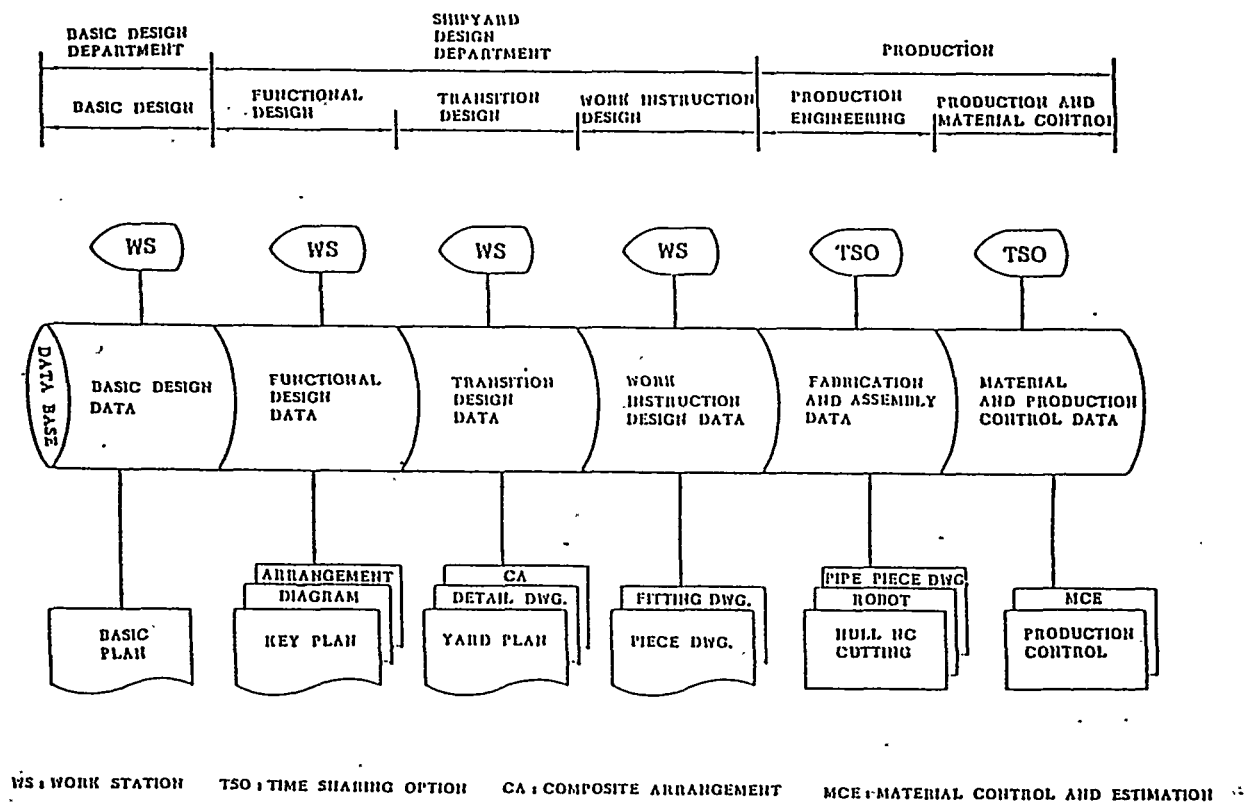 BASIC DESIGN
DEPARTMENT
SHIPYARD
DESIGN
DEPARTMENT
PRODUCTION
BASIC DESIGN
FUNCTIONAL
DESIGN
TRANSITION
DESIGN
WORK INSTRUCTION
DESIGN
PRODUCTION
ENGINEERING
PRODUCTION AND
MATERIAL CONTROL
WS
WS
WS
WS
TSO
TSO
DATA BASE
BASIC DESIGN
DATA
FUNCTIONAL
DESIGN
DATA
TRANSITION
DESIGN
DATA
WORK
INSTRUCTION
DESIGN DATA
FABRICATION
AND ASSEMBLY
DATA
MATERIAL
AND PRODUCTION
CONTROL DATA
BASIC
PLAN
ARRANGEMENT
DIAGRAM
KEY PLAN
CA
DETAIL DWG.
YARD PLAN
FITTING DWG.
PIECE DWG.
PIPE PIECE DWG
ROBOT
HULL NC
CUTTING
MCE
PRODUCTION
CONTROL
WS : WORK STATION TSO : TIME SHARING OPTION CA : COMPOSITE ARRANGEMENT MCE : MATERIAL CONTROL AND ESTIMATION